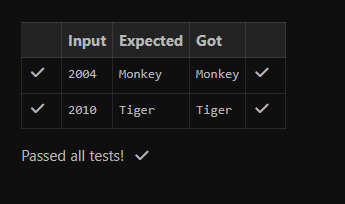 Input Expected Got
2004 Monkey Monkey
2010 Tiger Tiger
Passed all tests!